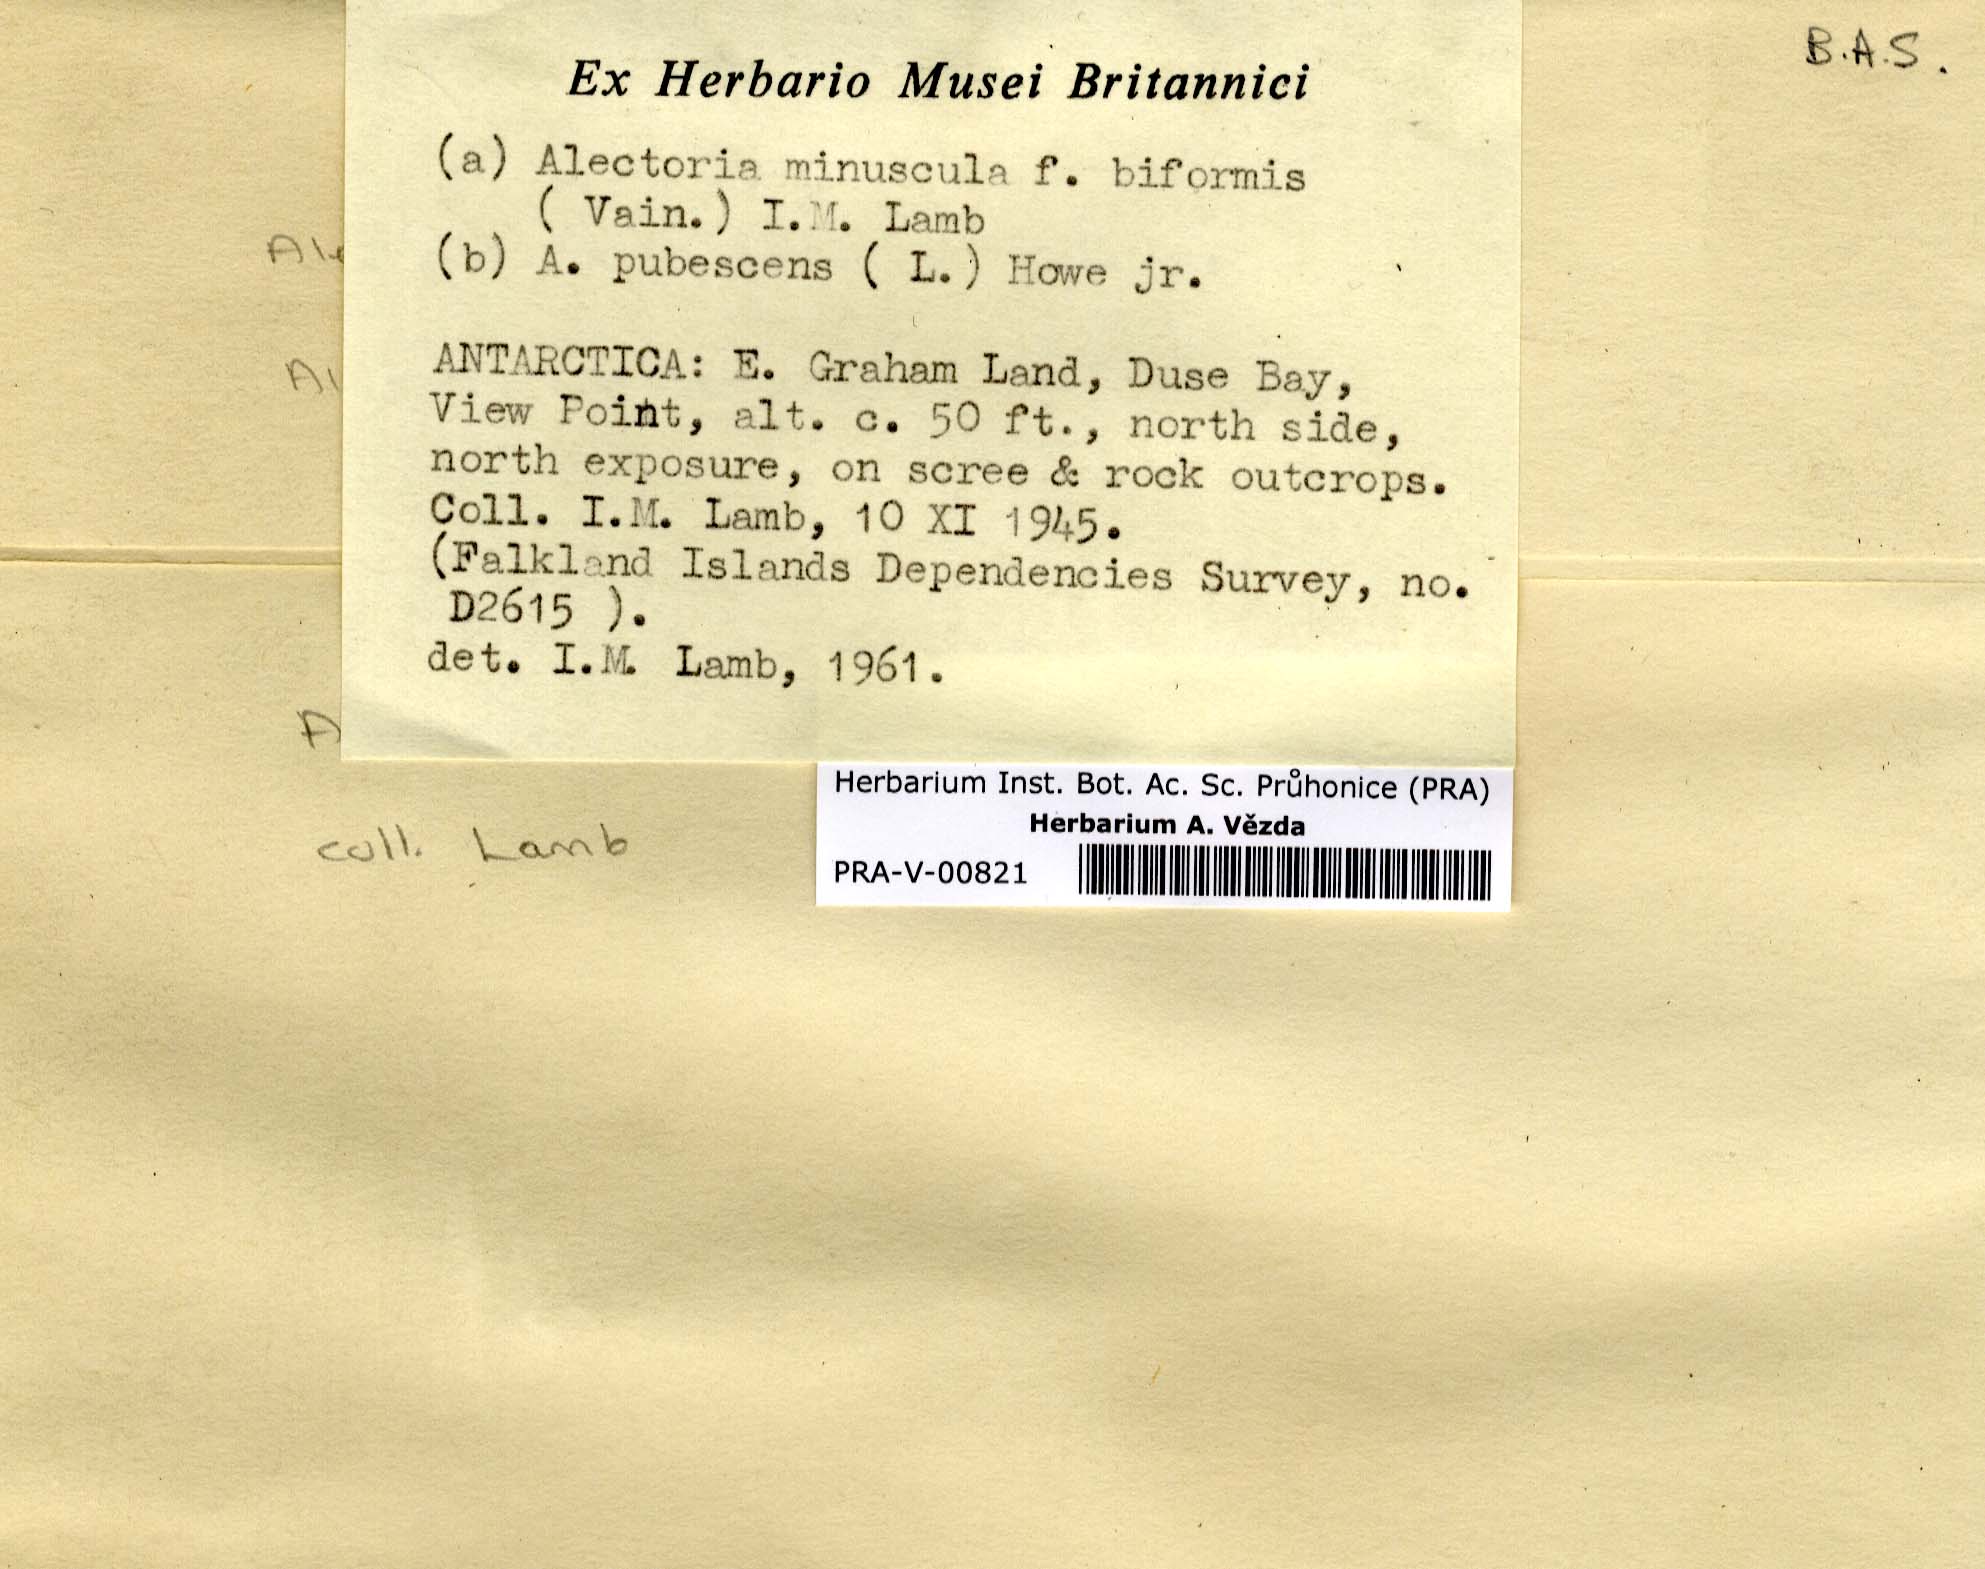 B.A.S.
Ex Herbario Musei Britannici
(a) Alectoria minuscula f. biformis
( Vain.) I.M. Lamb
(b) A. pubescens ( L.) Howe jr.
ANTARCTICA: E. Graham Land, Duse Bay,
View Point, alt. c. 50 ft., north side,
north exposure, on scree & rock outcrops.
Coll. I.M. Lamb, 10 XI 1945.
(Falkland Islands Dependencies Survey, no.
D2615 ).
det. I.M. Lamb, 1961.
Herbarium Inst. Bot. Ac. Sc. Průhonice (PRA)
Herbarium A. Vězda
PRA-V-00821
coll. Lamb